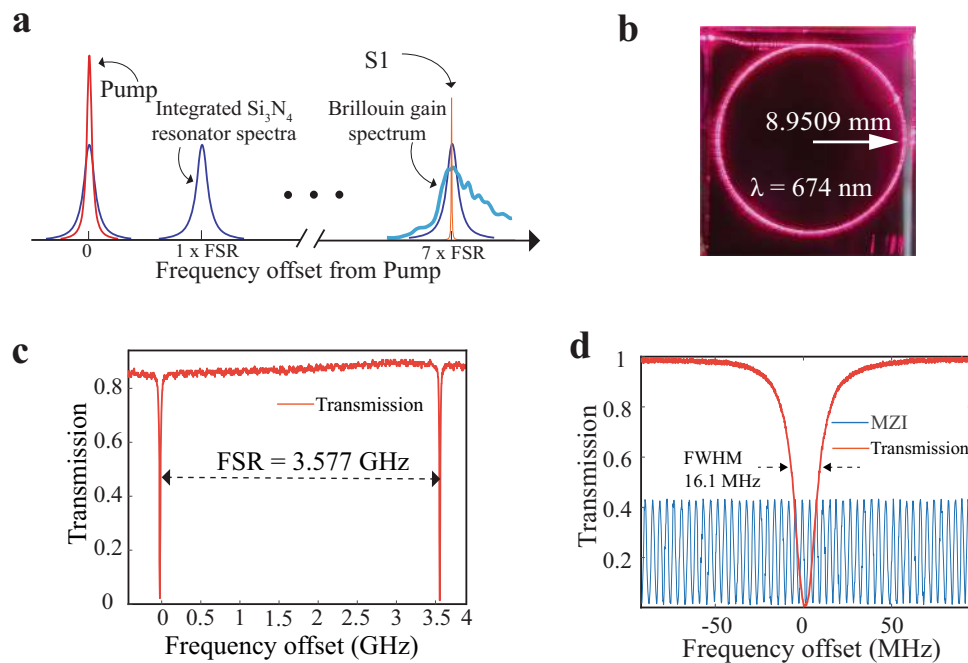 a
Pump
Integrated Si₃N₄
resonator spectra
S1
Brillouin gain
spectrum
0
1 x FSR
7 x FSR
Frequency offset from Pump
b
8.9509 mm
λ = 674 nm
c
Transmission
0.8
0.6
0.4
0.2
0
Transmission
FSR = 3.577 GHz
0
0.5
1
1.5
2
2.5
3
3.5
4
Frequency offset (GHz)
d
Transmission
1
0.8
0.6
0.4
0.2
MZI
Transmission
FWHM
16.1 MHz
-50
0
50
Frequency offset (MHz)